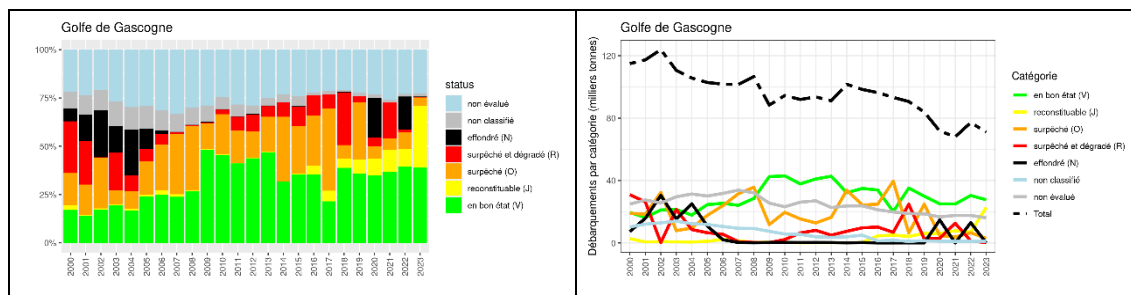 Golfe de Gascogne
100%
75%
50%
25%
0%
2000 2001 2002 2003 2004 2005 2006 2007 2008 2009 2010 2011 2012 2013 2014 2015 2016 2017 2018 2019 2020 2021 2022 2023
status
non évalué
non classifié
effondré (N)
surpêché et dégradé (R)
surpêché (O)
reconstituable (J)
en bon état (V)
Golfe de Gascogne
Débarquements par catégorie (milliers tonnes)
120
80
40
0
2000 2001 2002 2003 2004 2005 2006 2007 2008 2009 2010 2011 2012 2013 2014 2015 2016 2017 2018 2019 2020 2021 2022 2023
Catégorie
en bon état (V)
reconstituable (J)
surpêché (O)
surpêché et dégradé (R)
effondré (N)
non classifié
non évalué
Total